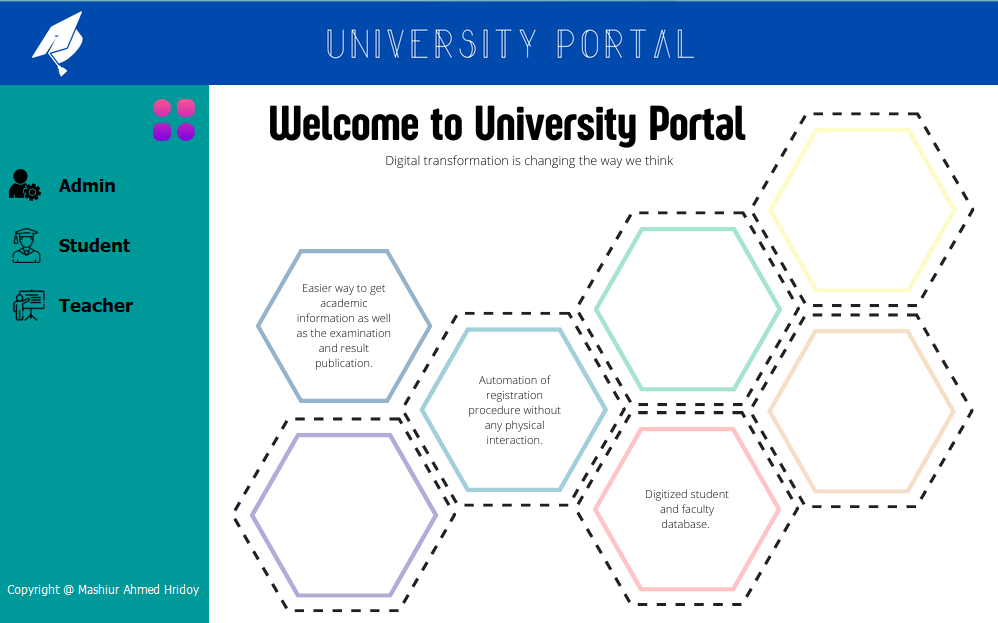 UNIVERSITY PORTAL
Admin
Student
Teacher
Copyright @ Mashiur Ahmed Hridoy
Welcome to University Portal
Digital transformation is changing the way we think
Easier way to get
academic
information as well
as the examination
and result
publication.
Automation of
registration
procedure without
any physical
interaction.
Digitized student
and faculty
database.